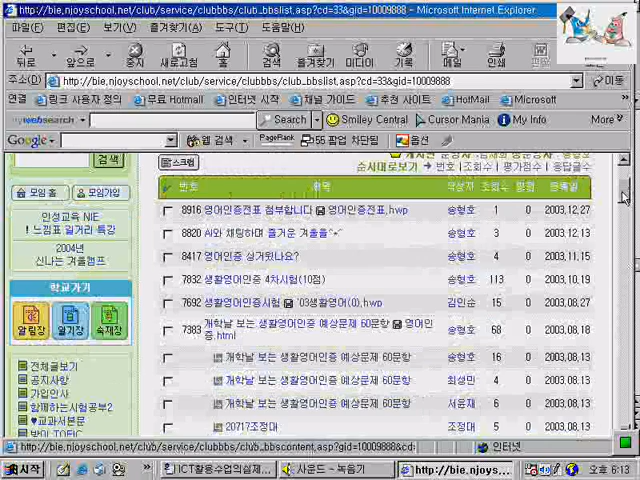 http://bie.njoyschool.net/club/service/clubbbs/club_bbslist.asp?cd=33&gid=10009888 - Microsoft Internet Explorer
파일(F) 편집(E) 보기(V) 즐겨찾기(A) 도구(T) 도움말(H)
뒤로 앞으로 중지 새로고침 홈 검색 즐겨찾기 미디어 기록 메일 인쇄
주소(D) http://bie.njoyschool.net/club/service/clubbbs/club_bbslist.asp?cd=33&gid=10009888 이동
연결 링크 사용자 정의 무료 Hotmail 인터넷 시작 채널 가이드 추천 사이트 HotMail Microsoft
mywebsearch Search Smiley Central Cursor Mania My Info More
Google 웹 검색 PageRank 55 팝업 차단됨 옵션
검색
스크랩
순서대로보기 → 번호 |조회수 | 평가점수 | 응답글수
모임 홈 모임가입
번호 제목 작성자 조회수 평점 등록일
인성교육 NIE
! 느낌표 길거리 특강
2004년
신나는 겨울캠프
학교가기
알림장 일기장 숙제장
8916 영어인증전표 첨부합니다 영어인증전표.hwp 송형호 1 0 2003.12.27
8820 AI와 채팅하며 즐거운 겨울을^-^ 송형호 3 0 2003.12.13
8417 영어인증 실거됬나요? 송형호 4 0 2003.11.15
7832 생활영어인증 4차시험(10점) 송형호 113 0 2003.10.19
7692 생활영어인증시험 '03생활영어(0).hwp 김민순 15 0 2003.08.27
7383 개학날 보는 생활영어인증 예상문제 60문항 영어인증.html 송형호 68 0 2003.08.18
개학날 보는 생활영어인증 예상문제 60문항 송형호 16 0 2003.08.13
개학날 보는 생활영어인증 예상문제 60문항 최성민 4 0 2003.08.13
개학날 보는 생활영어인증 예상문제 60문항 서윤재 6 0 2003.08.13
20717조정대 조정대 5 0 2003.08.13
전체글보기
공지사항
가입인사
함께하는시험공부2
♥교과서본문
http://bie.njoyschool.net/club/service/clubbbs/club_bbscontent.asp?gid=10009888&cd= 인터넷
시작 ICT활용수업의실제... 사운드 - 녹음기 http://bie.njoys... 오후 6:13